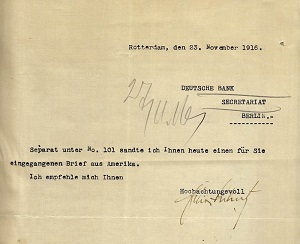 Rotterdam, den 23. November 1916.
DEUTSCHE BANK
SECRETARIAT
BERLIN.-
Separat unter No. 101 sandte ich Ihnen heute einem für Sie
eingegangenen Brief aus Amerika.
Ich empfehle mich Ihnen
Hochachtungsvoll